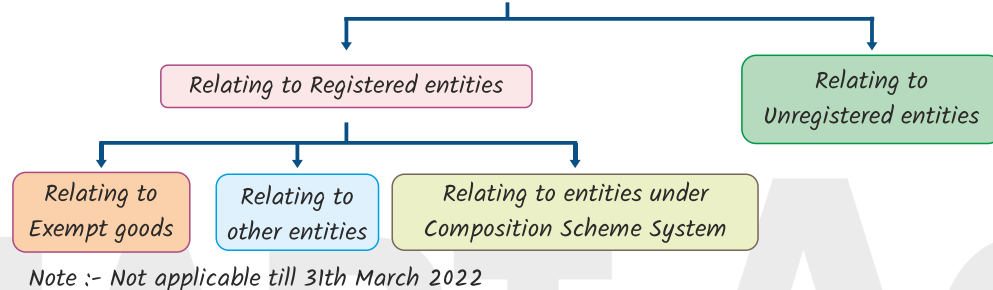 Relating to Registered entities
Relating to
Unregistered entities
Relating to
Exempt goods
Relating to
other entities
Relating to entities under
Composition Scheme System
Note :- Not applicable till 31th March 2022